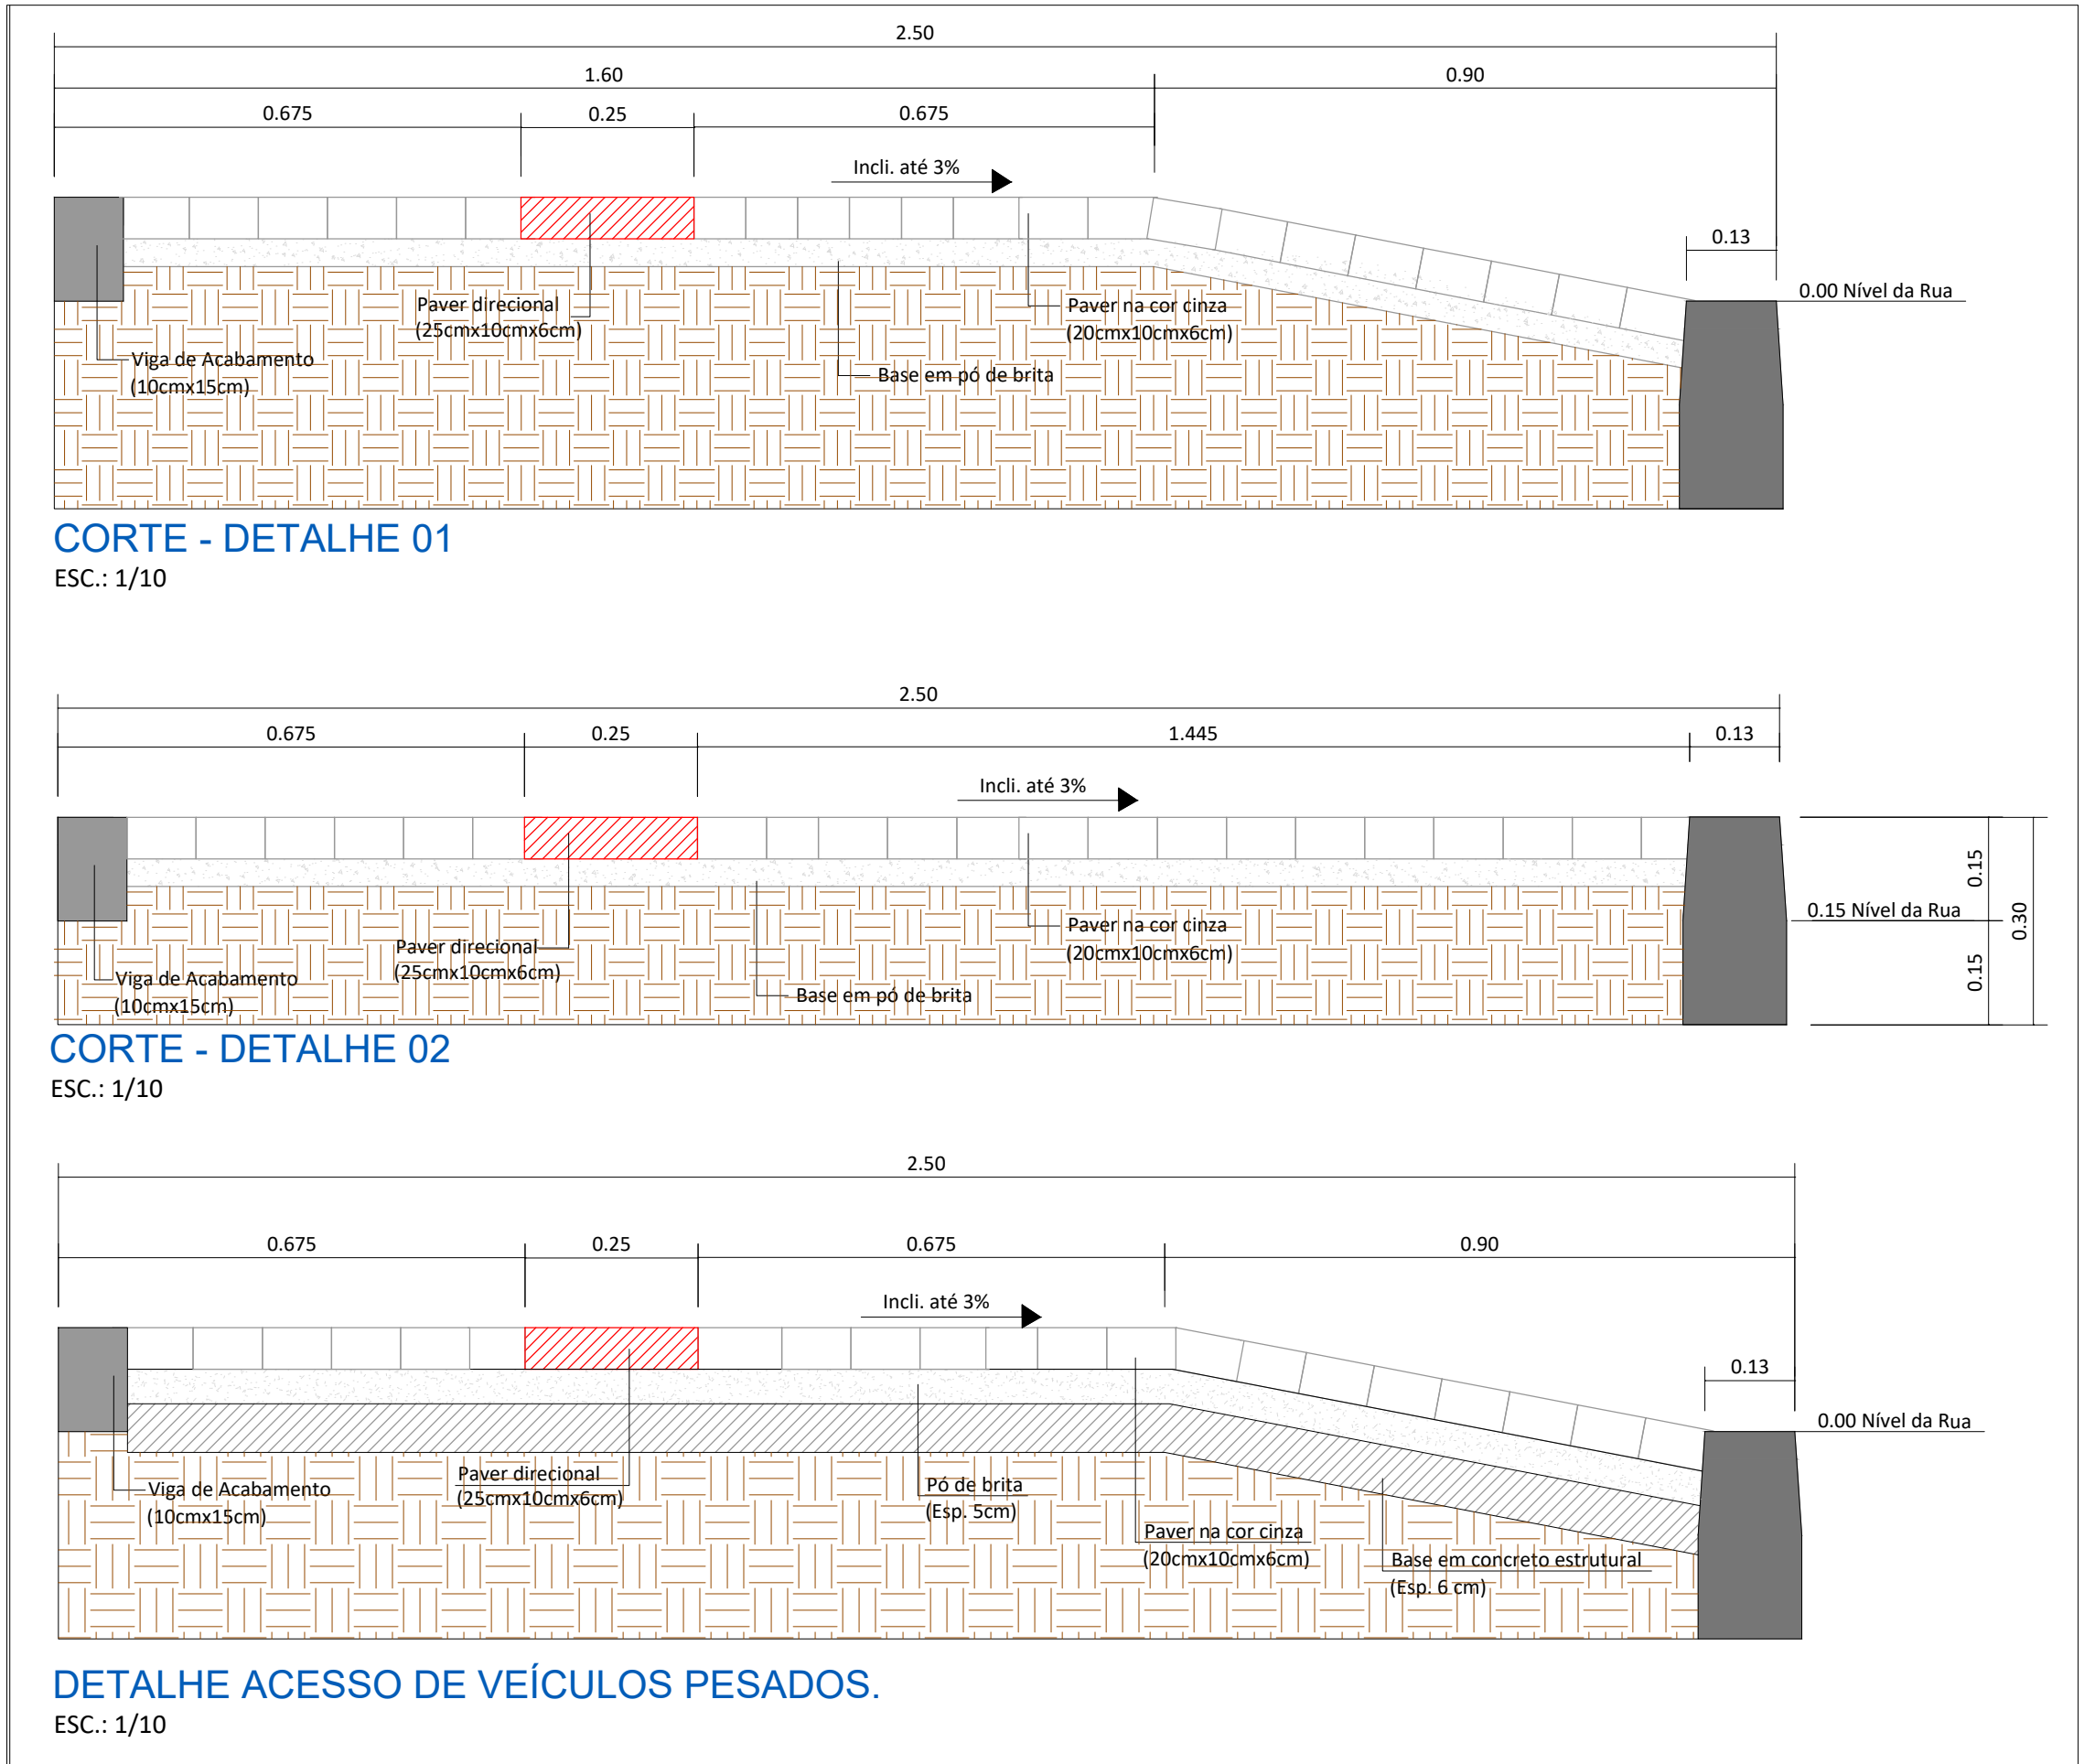 2.50
1.60
0.90
0.675
0.25
0.675
Incli. até 3%
0.13
0.00 Nível da Rua
Paver direcional
(25cmx10cmx6cm)
Paver na cor cinza
(20cmx10cmx6cm)
Viga de Acabamento
(10cmx15cm)
Base em pó de brita
CORTE - DETALHE 01
ESC.: 1/10
2.50
0.675
0.25
1.445
0.13
Incli. até 3%
0.15
0.15 Nível da Rua
0.30
0.15
Paver na cor cinza
(20cmx10cmx6cm)
Paver direcional
(25cmx10cmx6cm)
Viga de Acabamento
(10cmx15cm)
Base em pó de brita
CORTE - DETALHE 02
ESC.: 1/10
2.50
0.675
0.25
0.675
0.90
Incli. até 3%
0.13
0.00 Nível da Rua
Paver direcional
(25cmx10cmx6cm)
Viga de Acabamento
(10cmx15cm)
Pó de brita
(Esp. 5cm)
Paver na cor cinza
(20cmx10cmx6cm)
Base em concreto estrutural
(Esp. 6 cm)
DETALHE ACESSO DE VEÍCULOS PESADOS.
ESC.: 1/10